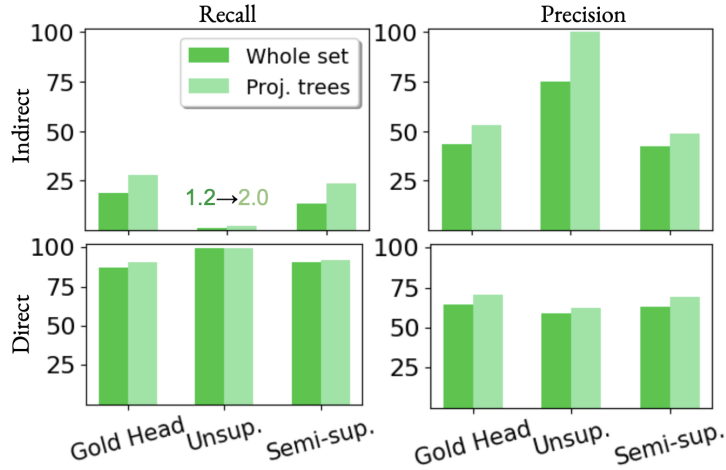 Recall
Precision
Indirect
100
75
50
25
Whole set
Proj. trees
1.2→2.0
100
75
50
25
Direct
100
75
50
25
100
75
50
25
Gold Head
Unsup.
Semi-sup.
Gold Head
Unsup.
Semi-sup.